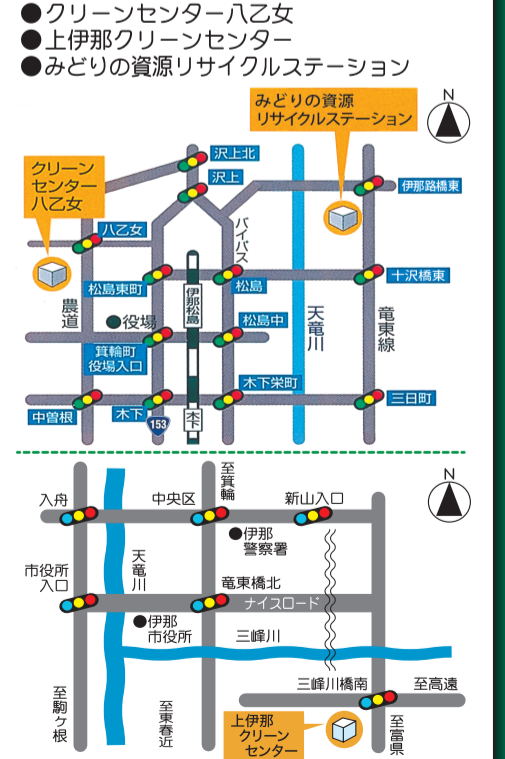 ●クリーンセンター八乙女
●上伊那クリーンセンター
●みどりの資源リサイクルステーション
みどりの資源
リサイクルステーション
N
沢上北
クリーン
センター
八乙女
沢上
伊那路橋東
八乙女
バイパス
松島東町
松島
十沢橋東
農道
●役場
伊那松島
松島中
天竜川
竜東線
箕輪町
役場入口
木下栄町
中曽根
木下
153
木下
三日町
至箕輪
N
入舟
中央区
新山入口
●伊那
警察署
天竜川
市役所
入口
竜東橋北
ナイスロード
●伊那
市役所
三峰川
三峰川橋南
至高遠
至駒ヶ根
至東春近
上伊那
クリーン
センター
至富県